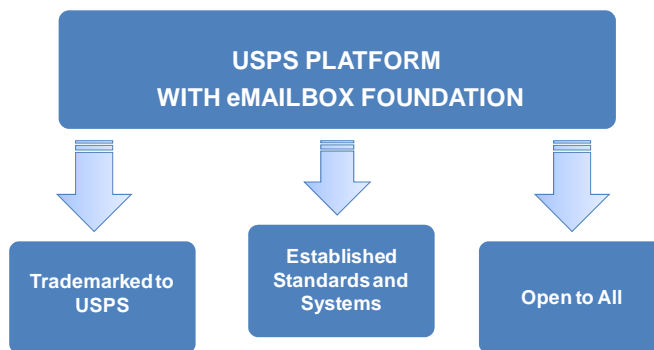 USPS PLATFORM
WITH eMAILBOX FOUNDATION
Trademarked to
USPS
Established
Standards and
Systems
Open to All